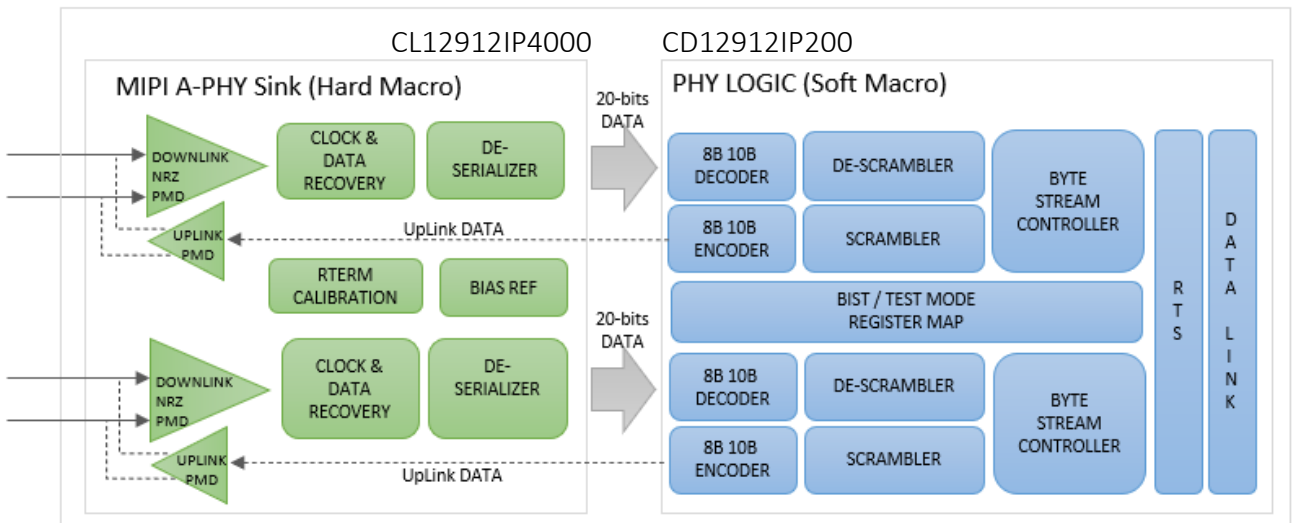 CL12912IP4000
CD12912IP200
MIPI A-PHY Sink (Hard Macro)
PHY LOGIC (Soft Macro)
DOWNLINK
NRZ
PMD
CLOCK &
DATA
RECOVERY
DE-
SERIALIZER
20-bits
DATA
8B 10B
DECODER
DE-SCRAMBLER
BYTE
STREAM
CONTROLLER
UPLINK
PMD
UpLink DATA
8B 10B
ENCODER
SCRAMBLER
RTERM
CALIBRATION
BIAS REF
BIST / TEST MODE
REGISTER MAP
RTS
DATA LINK
DOWNLINK
NRZ
PMD
CLOCK &
DATA
RECOVERY
DE-
SERIALIZER
20-bits
DATA
8B 10B
DECODER
DE-SCRAMBLER
BYTE
STREAM
CONTROLLER
UPLINK
PMD
UpLink DATA
8B 10B
ENCODER
SCRAMBLER